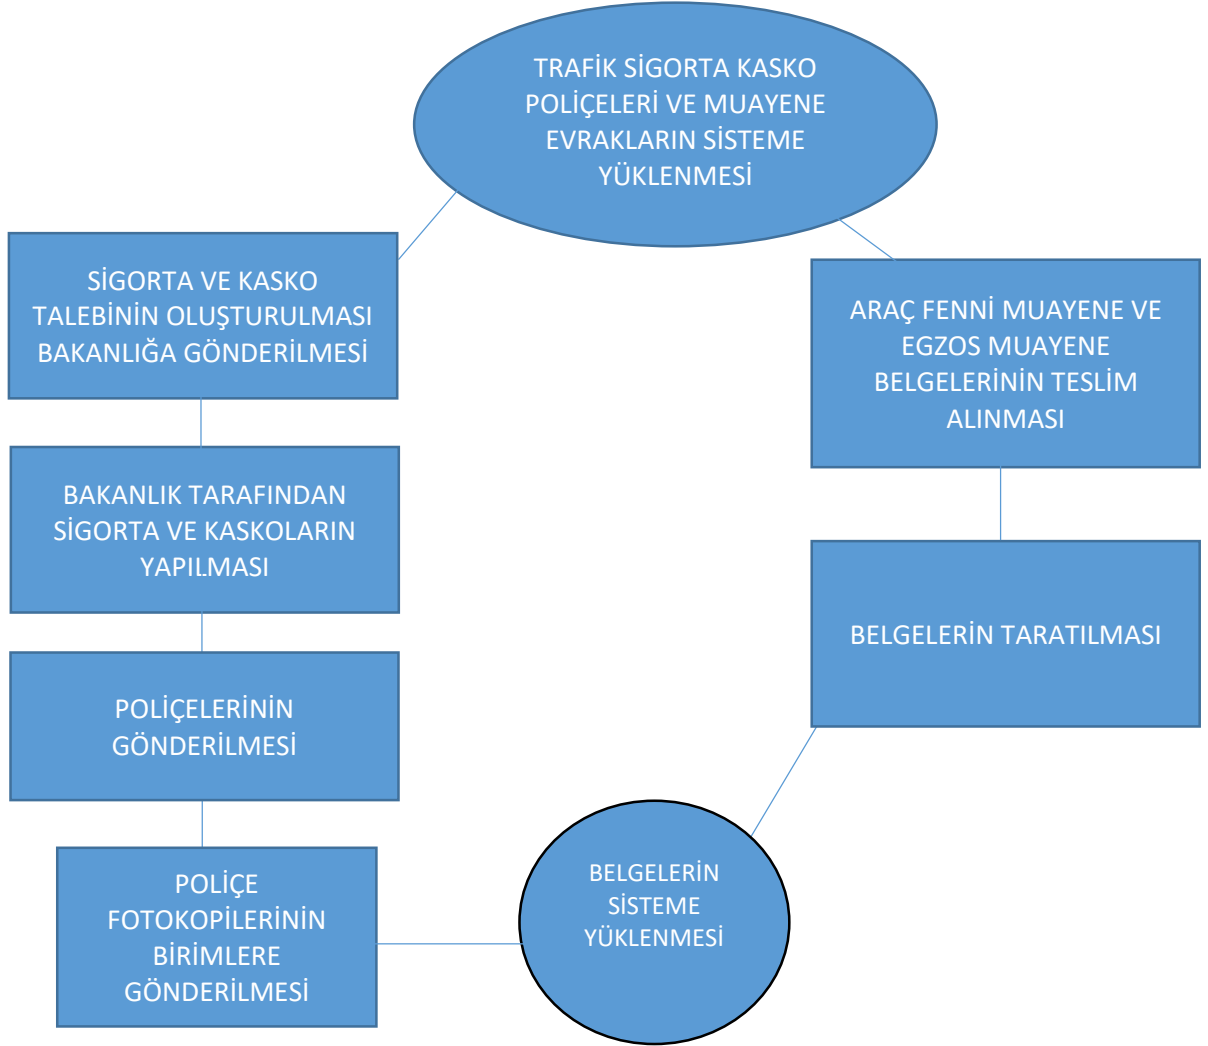 TRAFİK SİGORTA KASKO
POLİÇELERİ VE MUAYENE
EVRAKLARIN SİSTEME
YÜKLENMESİ
SİGORTA VE KASKO
TALEBİNİN OLUŞTURULMASI
BAKANLIĞA GÖNDERİLMESİ
BAKANLIK TARAFINDAN
SİGORTA VE KASKOLARIN
YAPILMASI
POLİÇELERİNİN
GÖNDERİLMESİ
POLİÇE
FOTOKOPİLERİNİN
BİRİMLERE
GÖNDERİLMESİ
ARAÇ FENNİ MUAYENE VE
EGZOS MUAYENE
BELGELERİNİN TESLİM
ALINMASI
BELGELERİN TARATILMASI
BELGELERİN
SİSTEME
YÜKLENMESİ